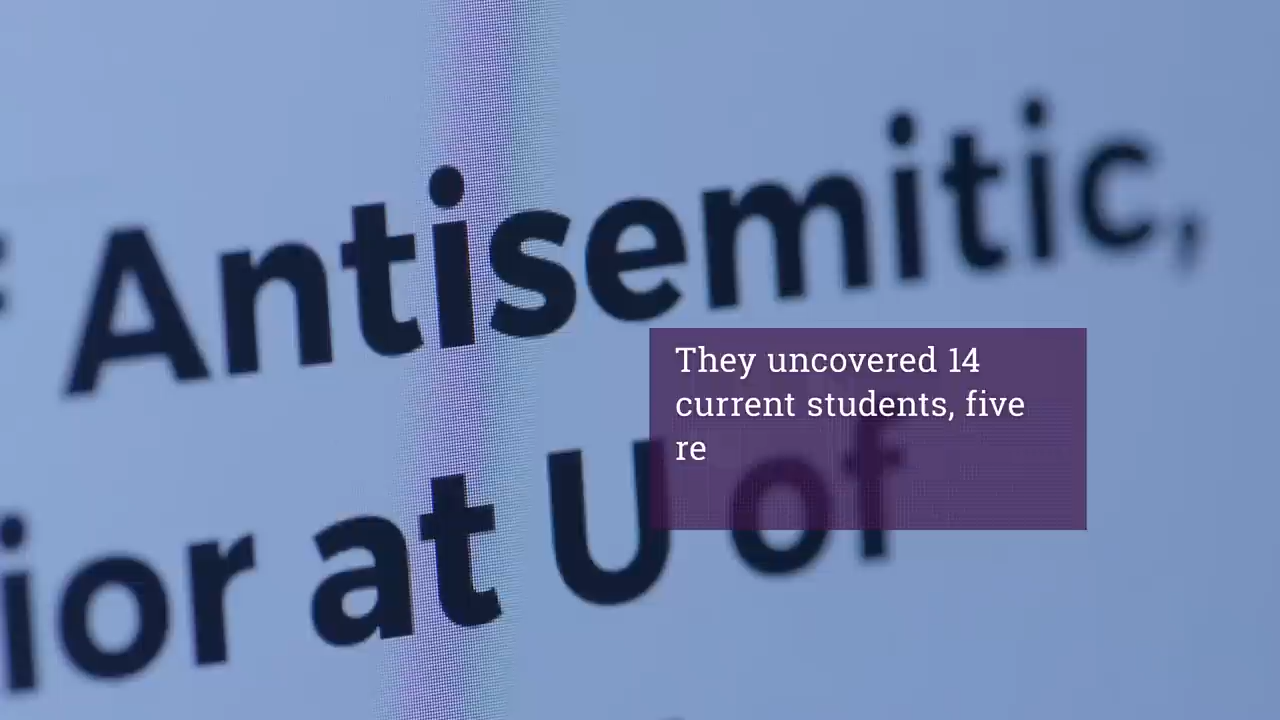 Antisemitic,
ior at U of
They uncovered 14
current students, five
re